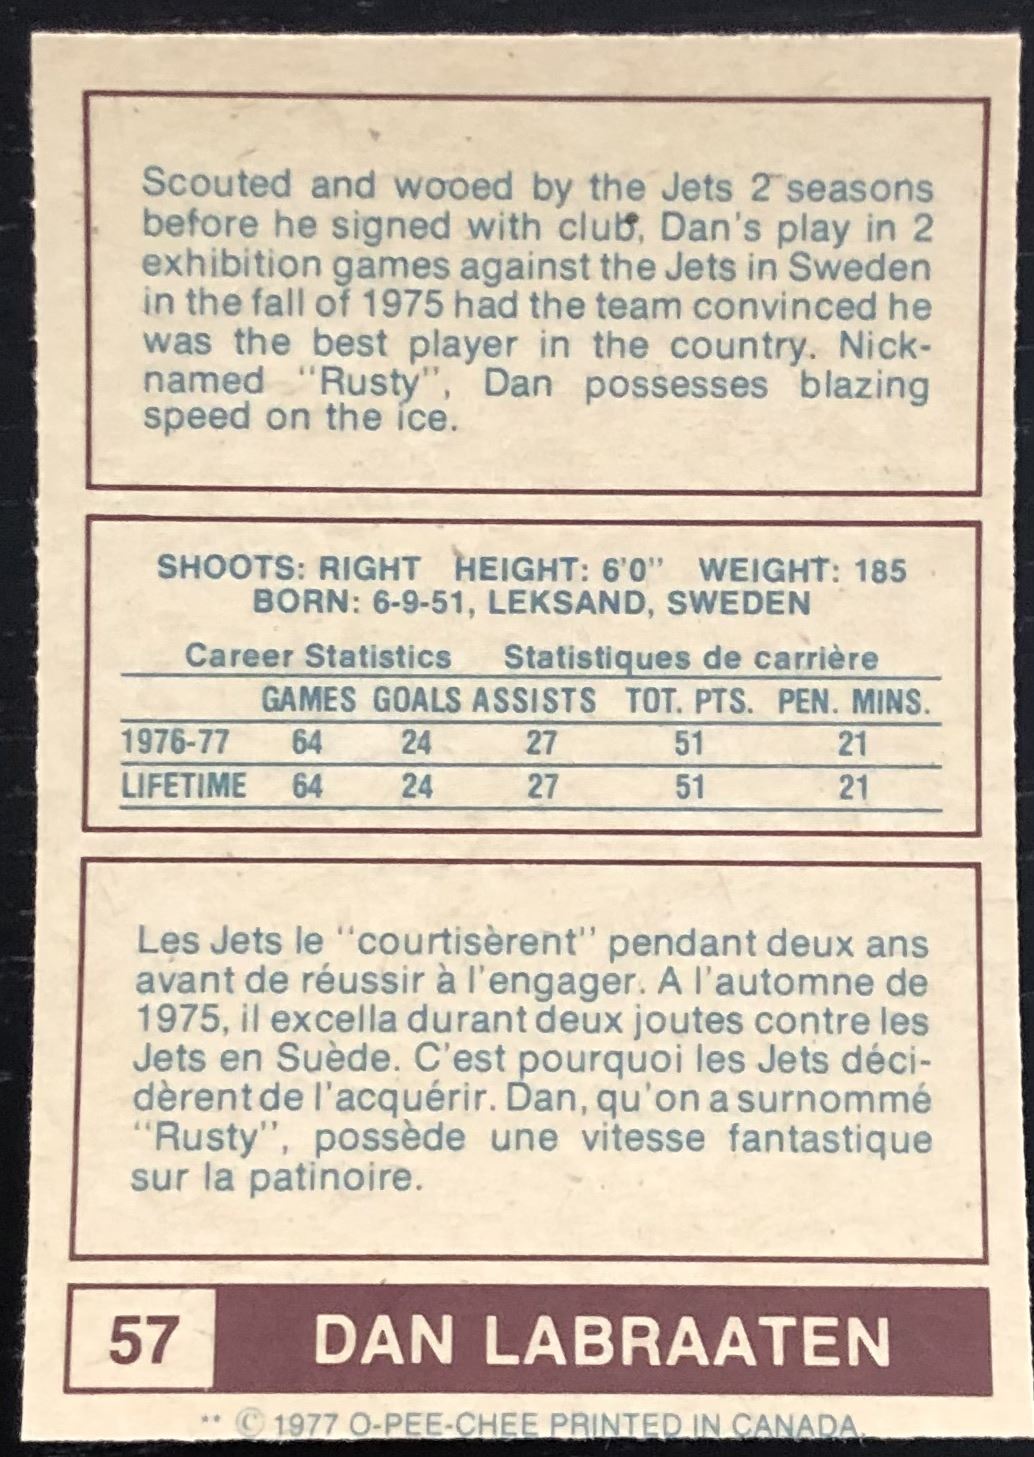 Scouted and wooed by the Jets 2 seasons
before he signed with club, Dan's play in 2
exhibition games against the Jets in Sweden
in the fall of 1975 had the team convinced he
was the best player in the country. Nick-
named "Rusty", Dan possesses blazing
speed on the ice.
SHOOTS: RIGHT HEIGHT: 6'0" WEIGHT: 185
BORN: 6-9-51, LEKSAND, SWEDEN
Career Statistics Statistiques de carrière
GAMES GOALS ASSISTS TOT. PTS. PEN. MINS.
1976-77 64 24 27 51 21
LIFETIME 64 24 27 51 21
Les Jets le "courtisèrent" pendant deux ans
avant de réussir à l'engager. A l'automne de
1975, il excella durant deux joutes contre les
Jets en Suède. C'est pourquoi les Jets déci-
dèrent de l'acquérir. Dan, qu'on a surnommé
"Rusty", possède une vitesse fantastique
sur la patinoire.
57 DAN LABRAATEN
** © 1977 O-PEE-CHEE PRINTED IN CANADA.